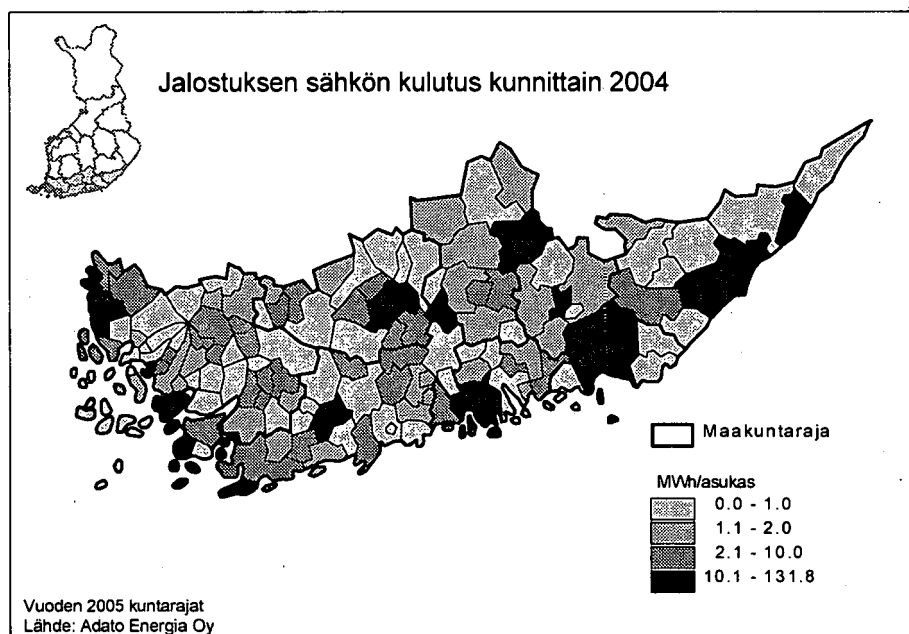 Jalostuksen sähkön kulutus kunnittain 2004
Maakuntaraja
MWh/asukas
0.0 - 1.0
1.1 - 2.0
2.1 - 10.0
10.1 - 131.8
Vuoden 2005 kuntarajat
Lähde: Adato Energia Oy